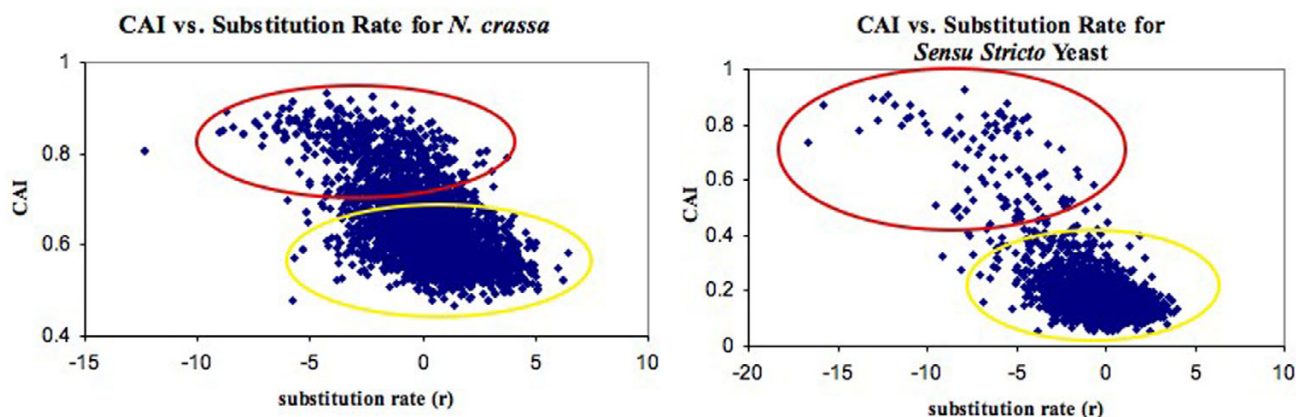 CAI vs. Substitution Rate for N. crassa
1
0.8
0.6
0.4
CAI
-15 -10 -5 0 5 10
substitution rate (r)
CAI vs. Substitution Rate for
Sensu Stricto Yeast
1
0.8
0.6
0.4
0.2
0
CAI
-20 -15 -10 -5 0 5 10
substitution rate (r)